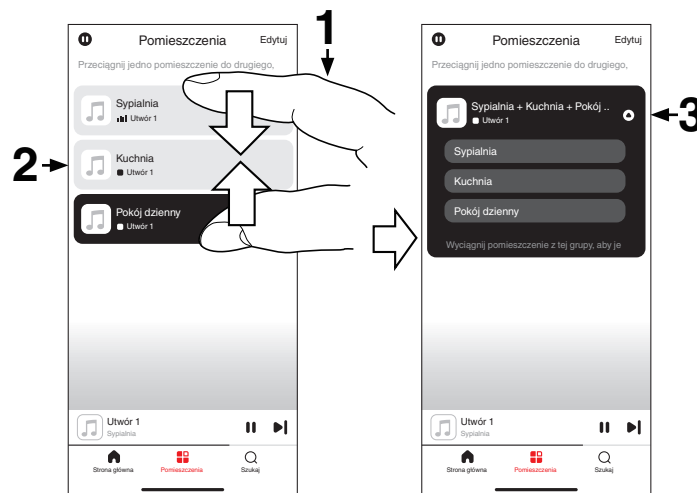 1
Pomieszczenia
Edytuj
Przeciągnij jedno pomieszczenie do drugiego,
Sypialnia
Utwór 1
2
Kuchnia
Utwór 1
Pokój dzienny
Utwór 1
Utwór 1
Sypialnia
Strona główna
Pomieszczenia
Szukaj
Pomieszczenia
Edytuj
Przeciągnij jedno pomieszczenie do drugiego,
Sypialnia + Kuchnia + Pokój ..
Utwór 1
3
Sypialnia
Kuchnia
Pokój dzienny
Wyciągnij pomieszczenie z tej grupy, aby je
Utwór 1
Sypialnia
Strona główna
Pomieszczenia
Szukaj